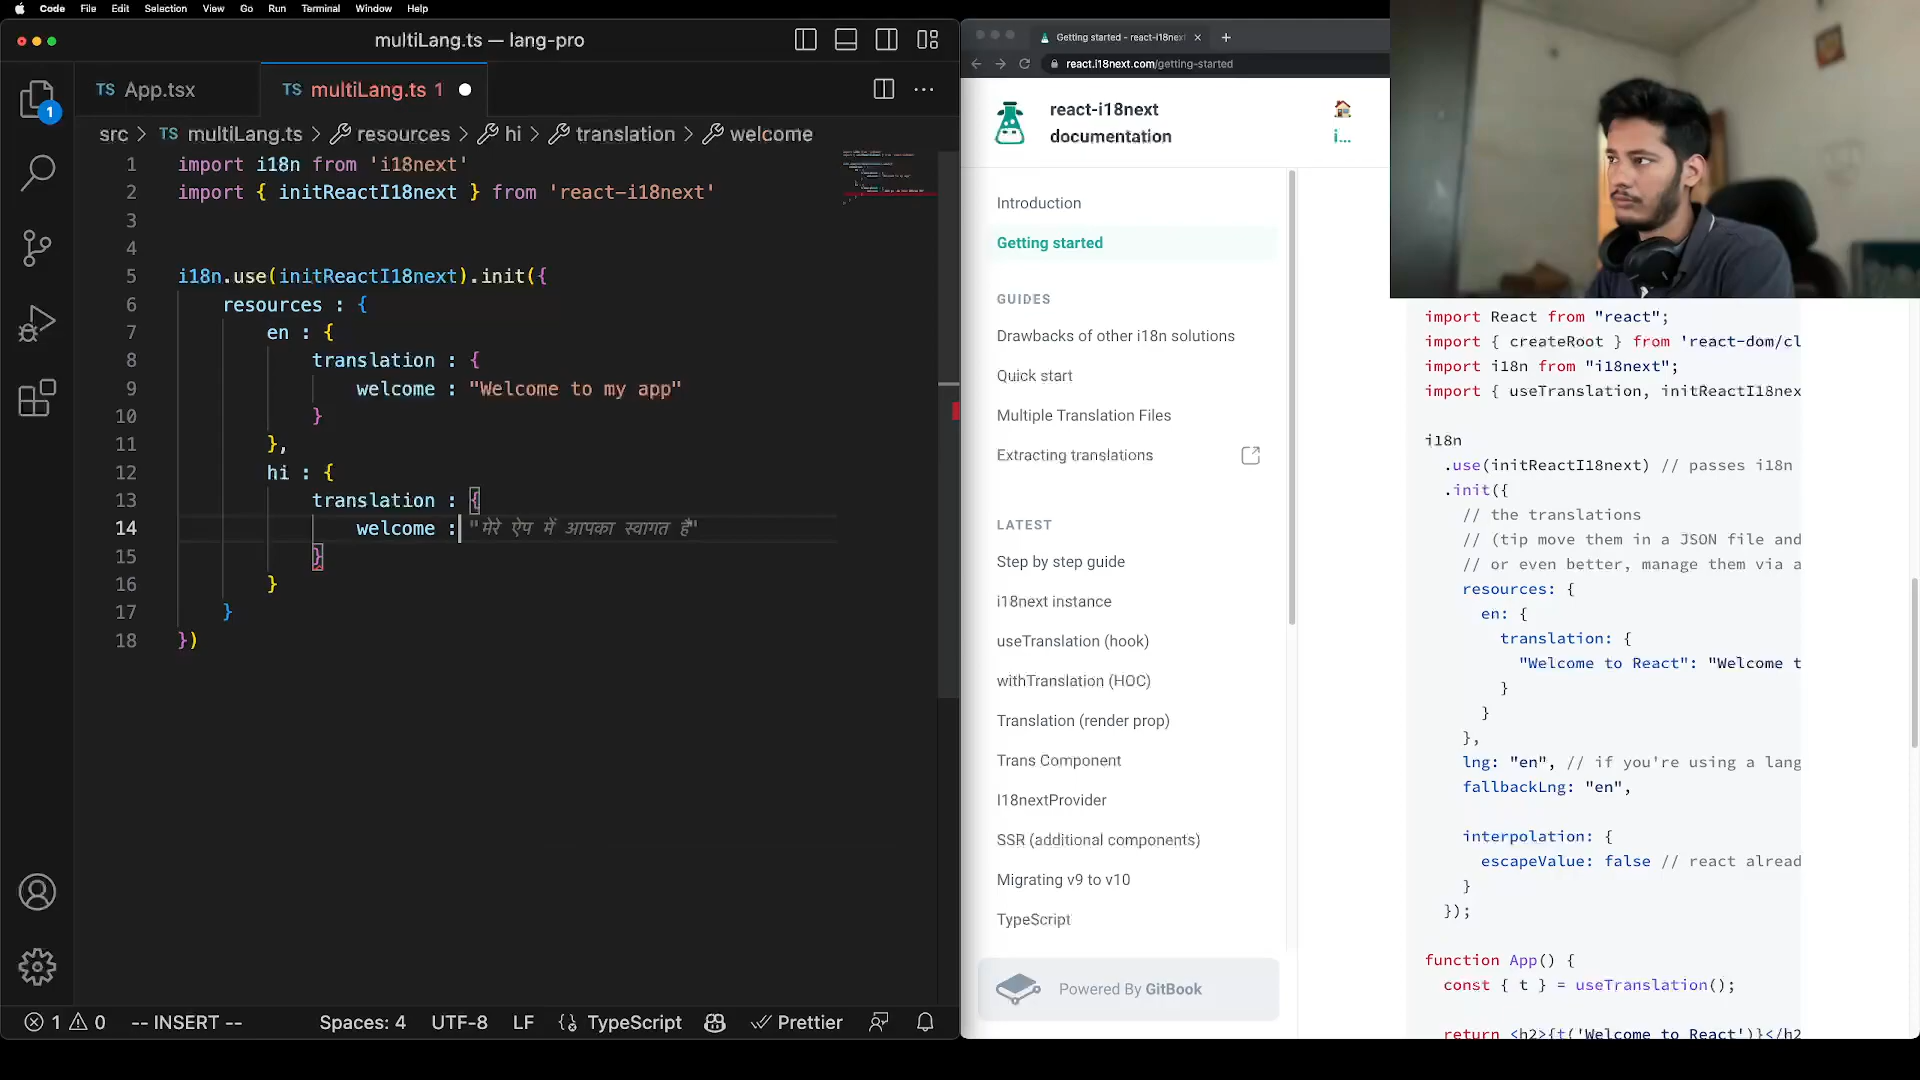 Code File Edit Selection View Go Run Terminal Window Help
multiLang.ts — lang-pro
TS App.tsx
TS multiLang.ts 1
src > TS multiLang.ts > resources > hi > translation > welcome
1 import i18n from 'i18next'
2 import { initReactI18next } from 'react-i18next'
3
4
5 i18n.use(initReactI18next).init({
6 resources : {
7 en : {
8 translation : {
9 welcome : "Welcome to my app"
10 }
11 },
12 hi : {
13 translation : {
14 welcome : "मेरे ऐप में आपका स्वागत है"
15 }
16 }
17 }
18 })
1
1 0 -- INSERT -- Spaces: 4 UTF-8 LF {} TypeScript Prettier
Getting started - react-i18next
react.i18next.com/getting-started
react-i18next
documentation
i...
Introduction
Getting started
GUIDES
Drawbacks of other i18n solutions
Quick start
Multiple Translation Files
Extracting translations
LATEST
Step by step guide
i18next instance
useTranslation (hook)
withTranslation (HOC)
Translation (render prop)
Trans Component
I18nextProvider
SSR (additional components)
Migrating v9 to v10
TypeScript
Powered By GitBook
import React from "react";
import { createRoot } from 'react-dom/cl
import i18n from "i18next";
import { useTranslation, initReactI18nex
i18n
.use(initReactI18next) // passes i18n
.init({
// the translations
// (tip move them in a JSON file and
// or even better, manage them via a
resources: {
en: {
translation: {
"Welcome to React": "Welcome t
}
}
},
lng: "en", // if you're using a lang
fallbackLng: "en",
interpolation: {
escapeValue: false // react alread
}
});
function App() {
const { t } = useTranslation();
return <h2>{t('Welcome to React')}</h2